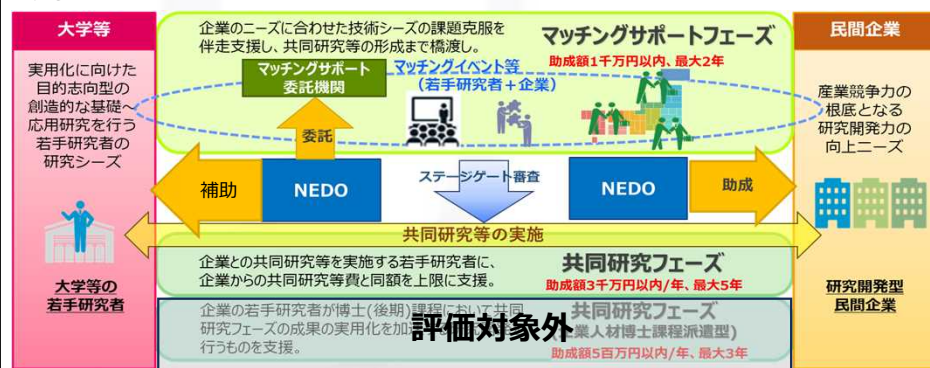 大学等
実用化に向けた
目的志向型の
創造的な基礎～
応用研究を行う
若手研究者の
研究シーズ
大学等の
若手研究者
企業のニーズに合わせた技術シーズの課題克服を
伴走支援し、共同研究等の形成まで橋渡し。
マッチングサポートフェーズ
助成額1千万円以内、最大2年
マッチングサポート
委託機関
マッチングイベント等
（若手研究者＋企業）
委託
補助
NEDO
ステージゲート審査
NEDO
助成
共同研究等の実施
企業との共同研究等を実施する若手研究者に、
企業からの共同研究等費と同額を上限に支援。
共同研究フェーズ
助成額3千万円以内/年、最大5年
企業の若手研究者が博士(後期)課程において共同
研究フェーズの成果の実用化を加
行うものを支援。
評価対象外
共同研究フェーズ
業人材博士課程派遣型)
助成額5百万円以内/年、最大3年
民間企業
産業競争力の
根底となる
研究開発力の
向上ニーズ
研究開発型
民間企業